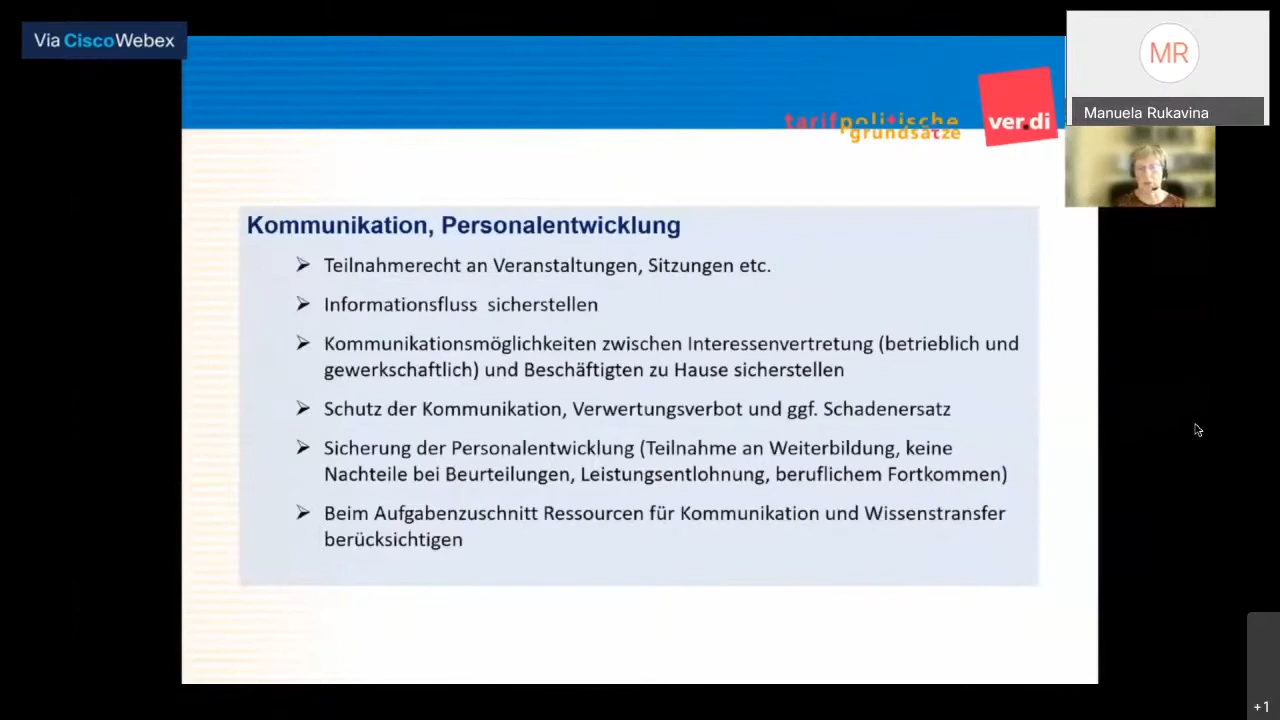 Via Cisco Webex
MR
Manuela Rukavina
tarifpolitische
grundsätze
ver.di
Kommunikation, Personalentwicklung
➢ Teilnahmerecht an Veranstaltungen, Sitzungen etc.
➢ Informationsfluss sicherstellen
➢ Kommunikationsmöglichkeiten zwischen Interessenvertretung (betrieblich und
gewerkschaftlich) und Beschäftigten zu Hause sicherstellen
➢ Schutz der Kommunikation, Verwertungsverbot und ggf. Schadenersatz
➢ Sicherung der Personalentwicklung (Teilnahme an Weiterbildung, keine
Nachteile bei Beurteilungen, Leistungsentlohnung, beruflichem Fortkommen)
➢ Beim Aufgabenzuschnitt Ressourcen für Kommunikation und Wissenstransfer
berücksichtigen
+1